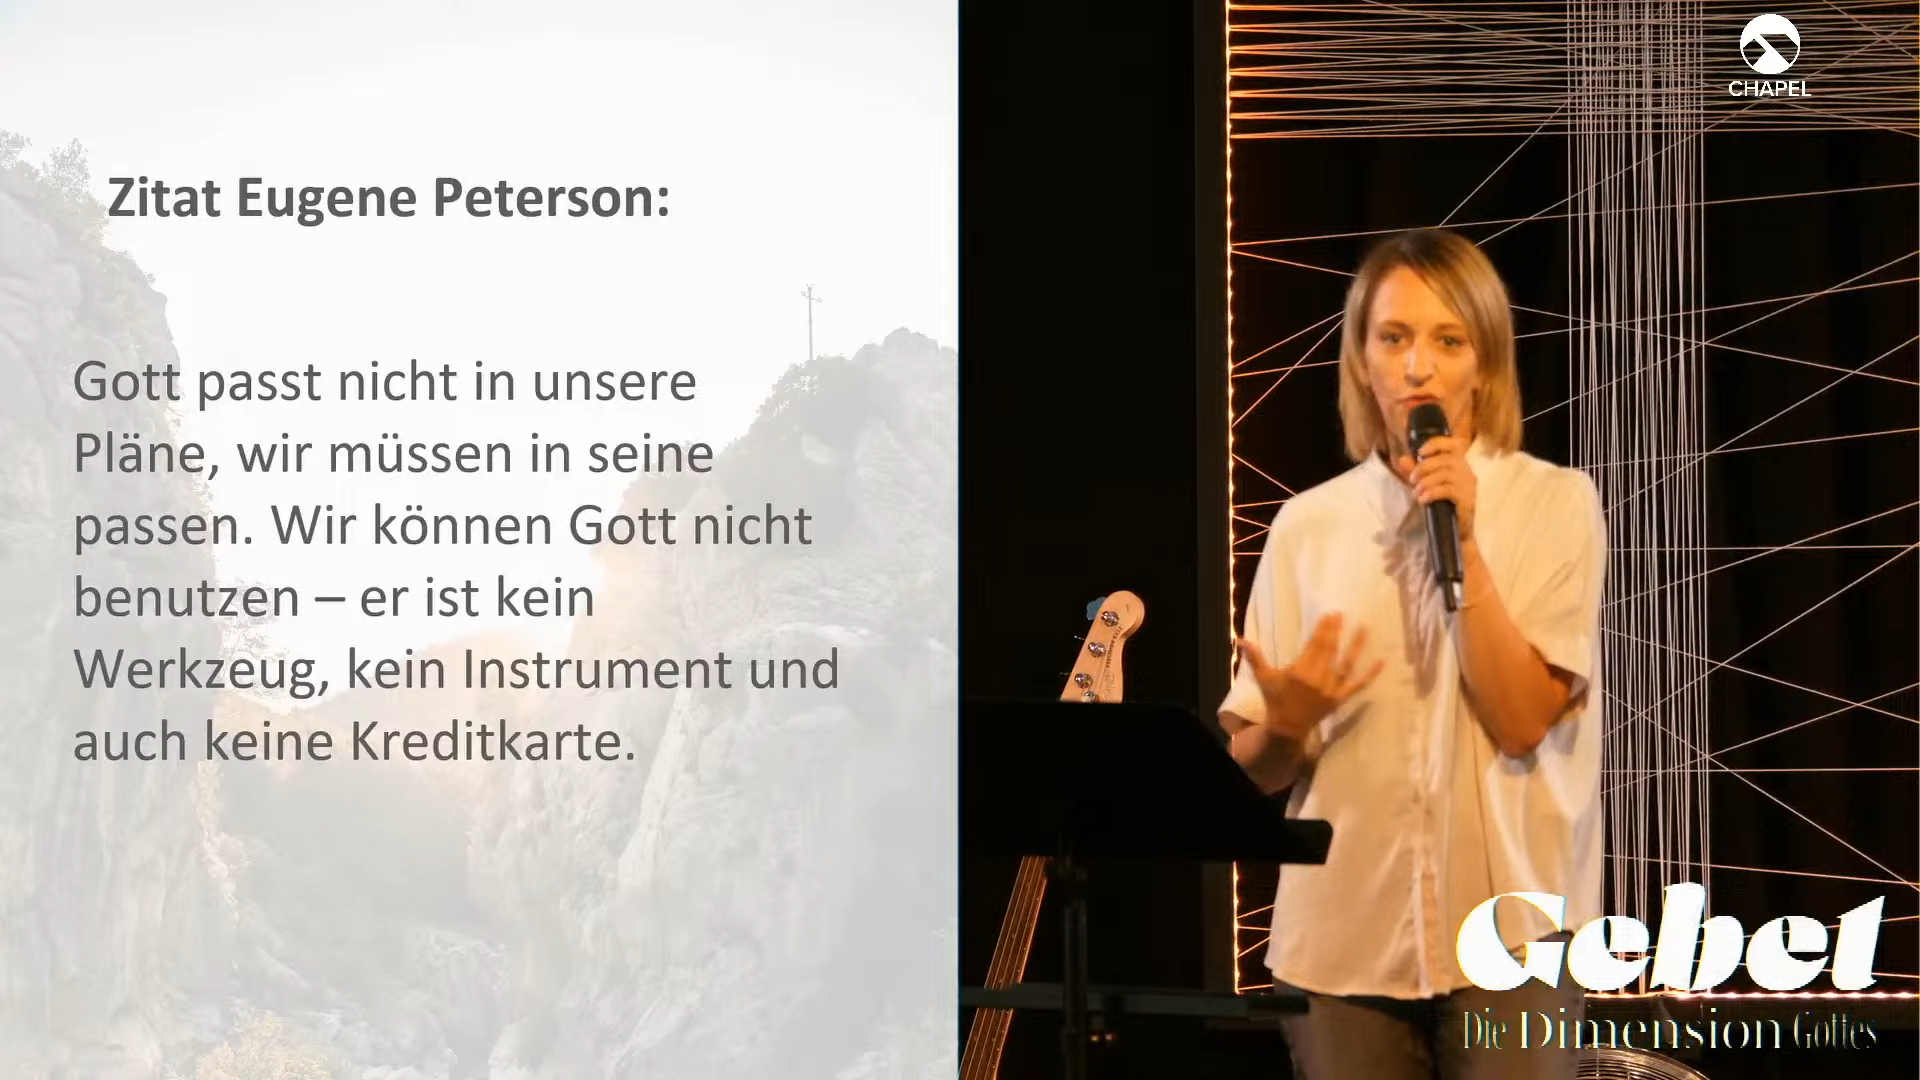 Zitat Eugene Peterson:
Gott passt nicht in unsere
Pläne, wir müssen in seine
passen. Wir können Gott nicht
benutzen – er ist kein
Werkzeug, kein Instrument und
auch keine Kreditkarte.
CHAPEL
Gebet
Die Dimension Gottes